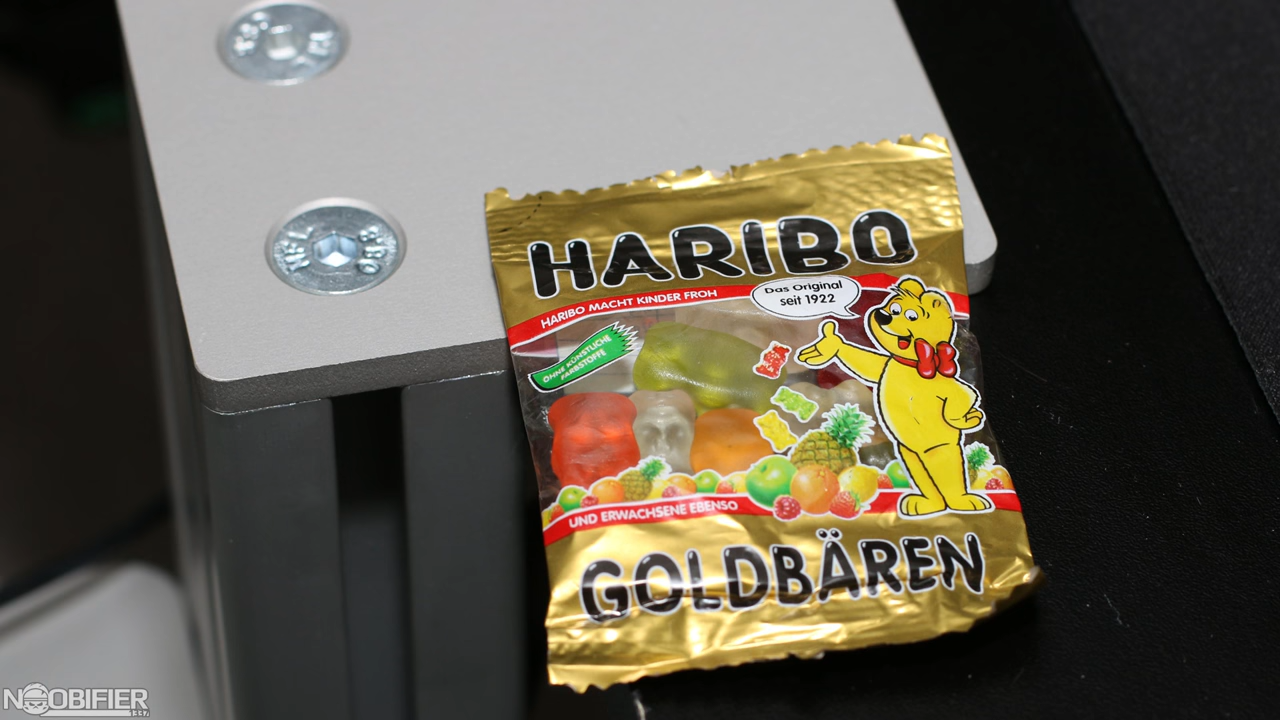 HARIBO
HARIBO MACHT KINDER FROH
Das Original
seit 1922
OHNE KÜNSTLICHE
FARBSTOFFE
UND ERWACHSENE EBENSO
GOLDBÄREN
NOOBIFIER